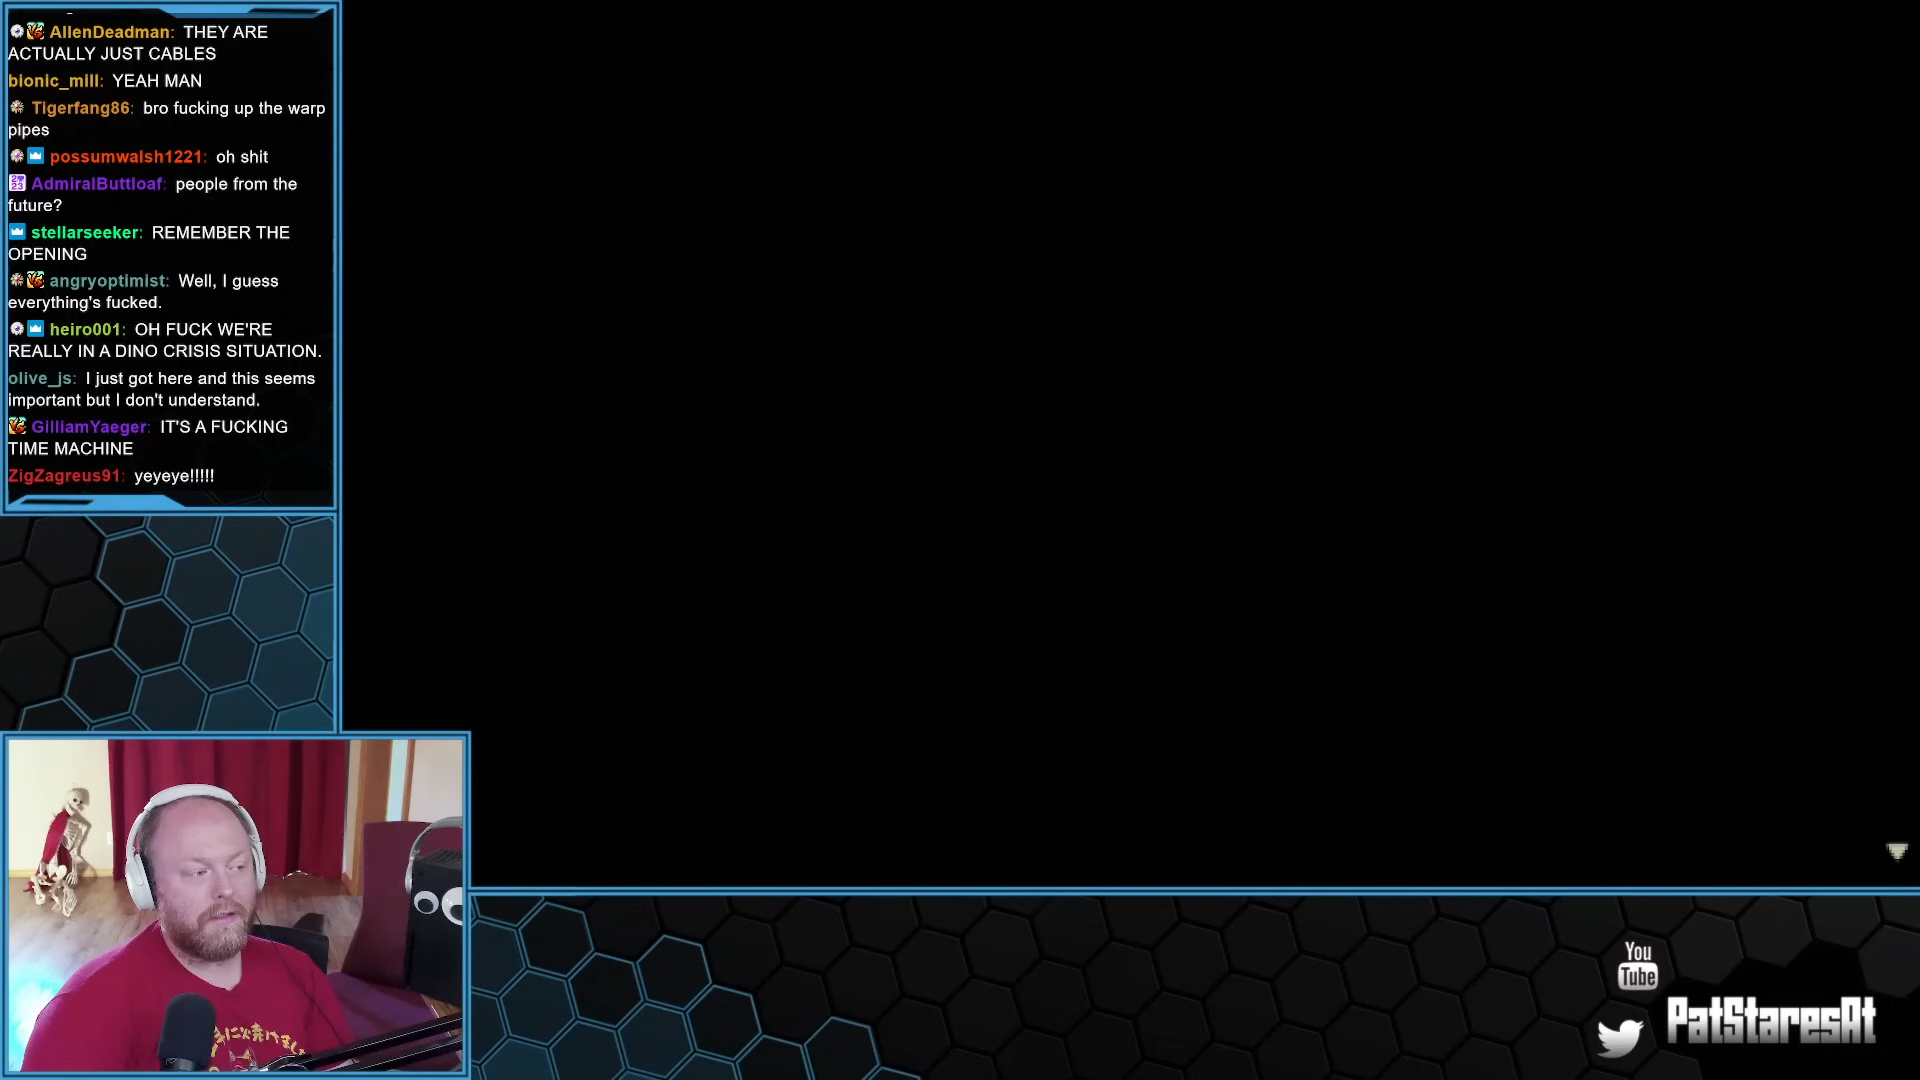 AllenDeadman: THEY ARE
ACTUALLY JUST CABLES
bionic_mill: YEAH MAN
Tigerfang86: bro fucking up the warp
pipes
possumwalsh1221: oh shit
AdmiralButtloaf: people from the
future?
stellarseeker: REMEMBER THE
OPENING
angryoptimist: Well, I guess
everything's fucked.
heiro001: OH FUCK WE'RE
REALLY IN A DINO CRISIS SITUATION.
olive_js: I just got here and this seems
important but I don't understand.
GilliamYaeger: IT'S A FUCKING
TIME MACHINE
ZigZagreus91: yeyeye!!!!!
You
Tube
PatStaresAt